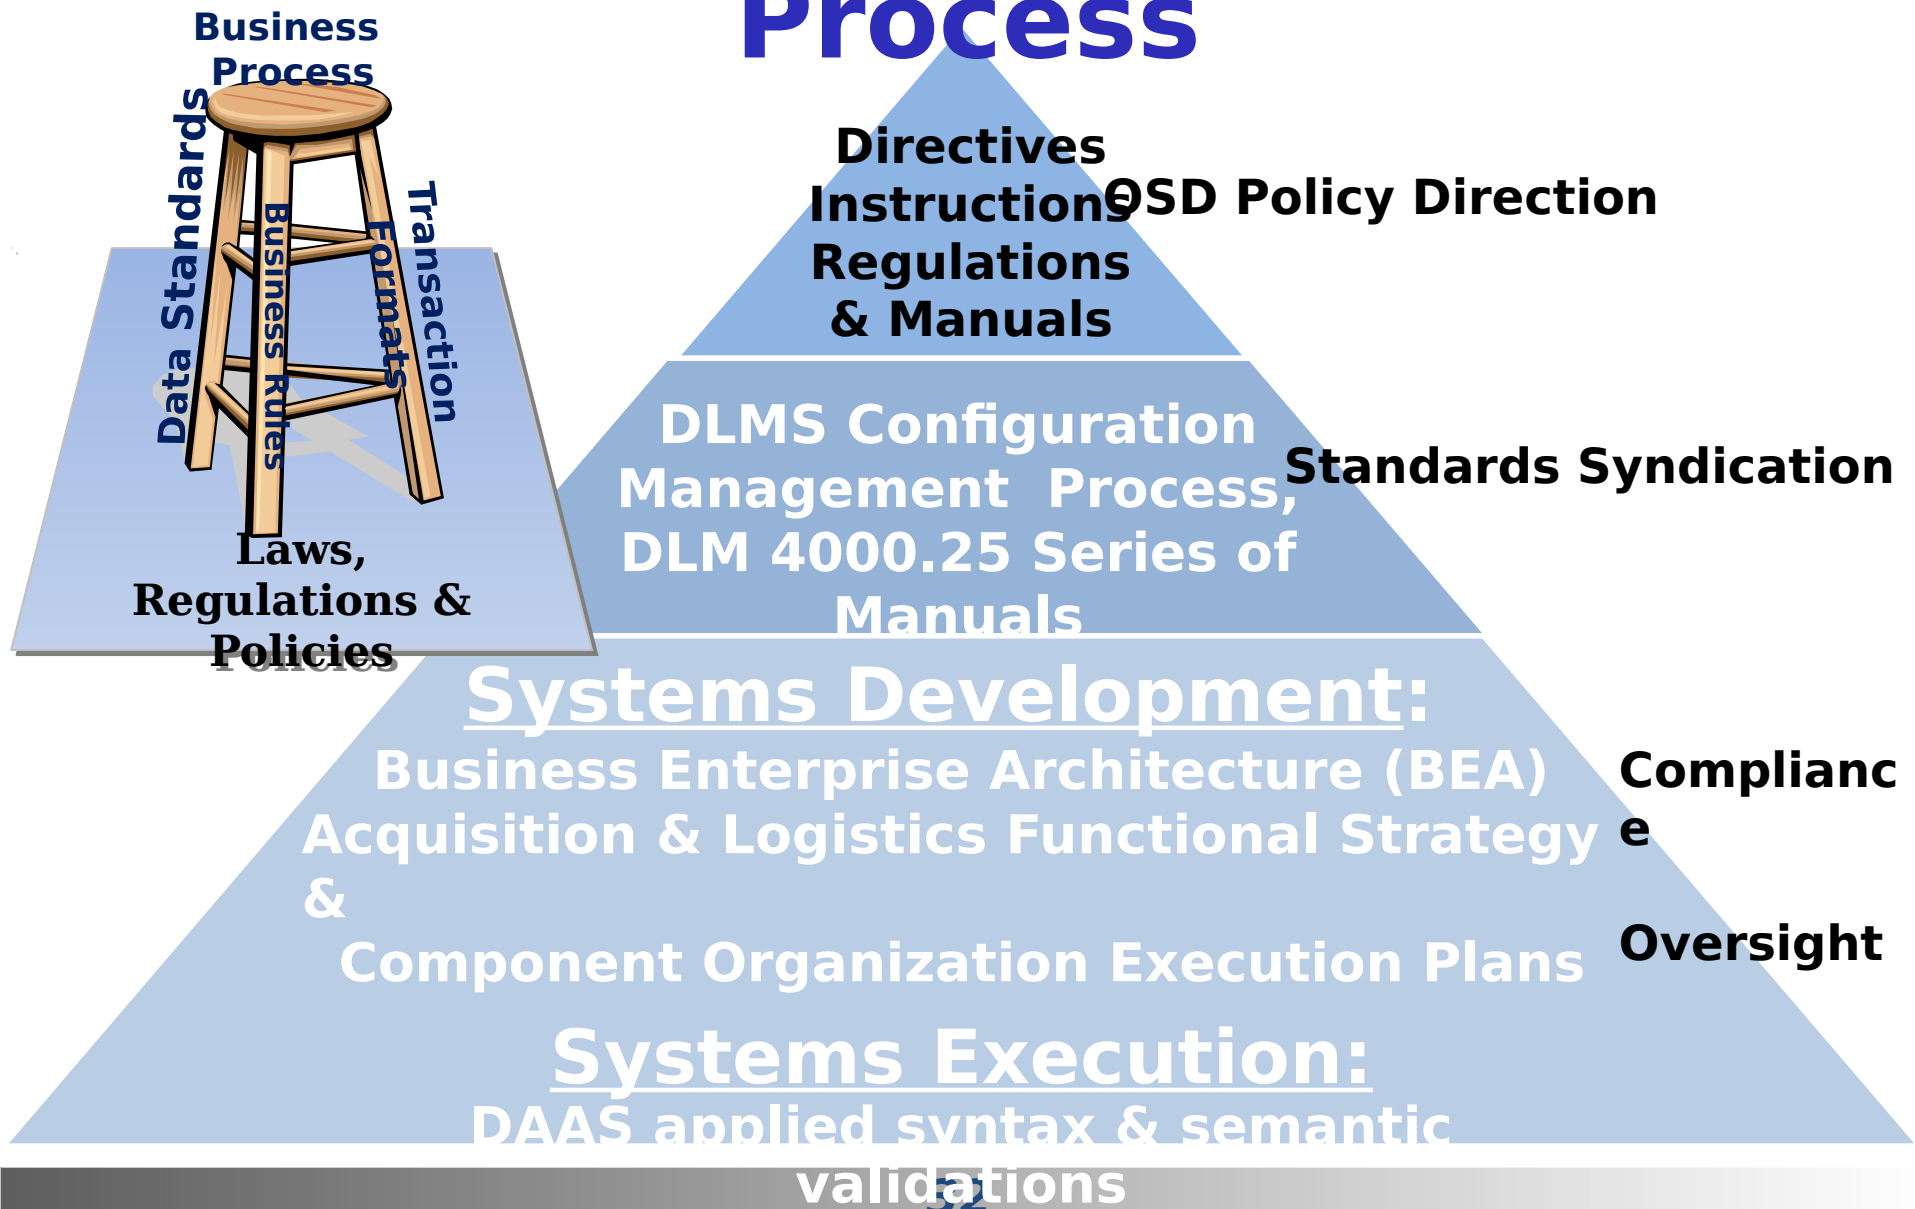 Process
Business
Process
Data Standards
Business Rules
Transaction
Formats
Laws,
Regulations &
Policies
Directives
Instructions
Regulations
& Manuals
OSD Policy Direction
DLMS Configuration
Management Process,
DLM 4000.25 Series of
Manuals
Standards Syndication
Systems Development:
Business Enterprise Architecture (BEA)
Acquisition & Logistics Functional Strategy
&
Component Organization Execution Plans
Complianc
e
Oversight
Systems Execution:
DAAS applied syntax & semantic
validations
32